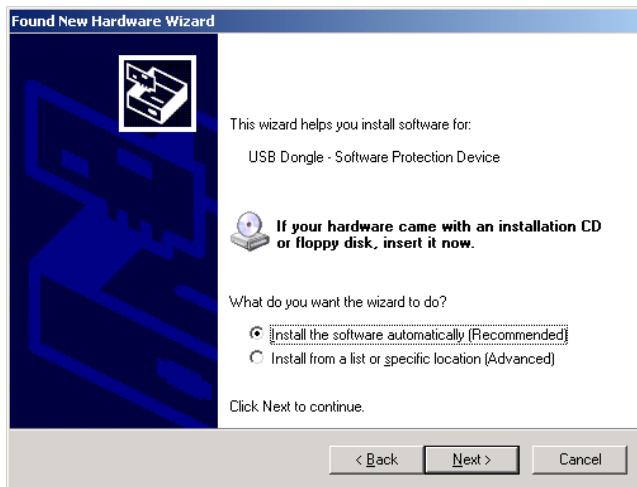 Found New Hardware Wizard
This wizard helps you install software for:
USB Dongle - Software Protection Device
If your hardware came with an installation CD
or floppy disk, insert it now.
What do you want the wizard to do?
Install the software automatically (Recommended)
Install from a list or specific location (Advanced)
Click Next to continue.
< Back Next > Cancel